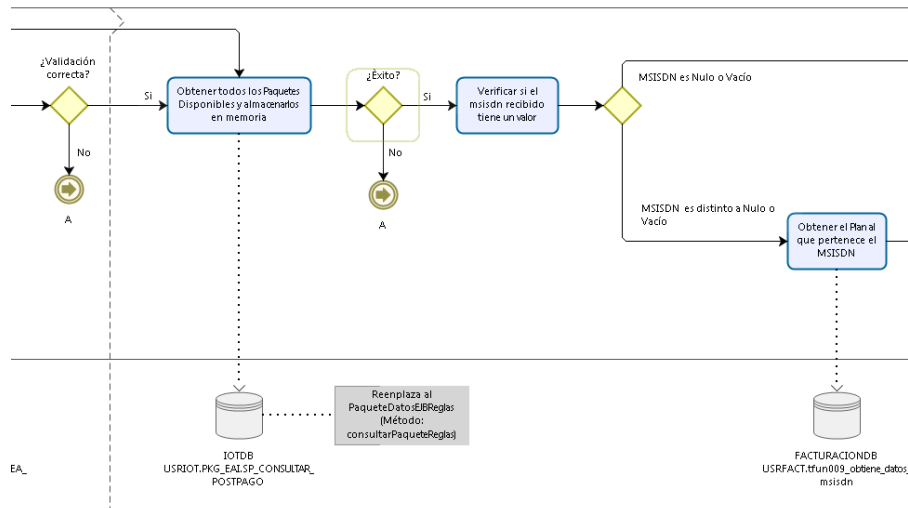 ¿Validación
correcta?
Si
No
A
Obtener todos los Paquetes
Disponibles y almacenarlos
en memoria
¿Èxito?
Si
No
A
Verificar si el
msisdn recibido
tiene un valor
MSISDN es Nulo o Vacío
MSISDN es distinto a Nulo o
Vacío
Obtener el Plan al
que pertenece el
MSISDN
Reenplaza al
PaqueteDatosEJBReglas
(Método:
consultarPaqueteReglas)
EA_
IOTDB
USRIOT.PKG_EAI.SP_CONSULTAR_
POSTPAGO
FACTURACIONDB
USRFACT.tfun009_obtiene_datos_
msisdn